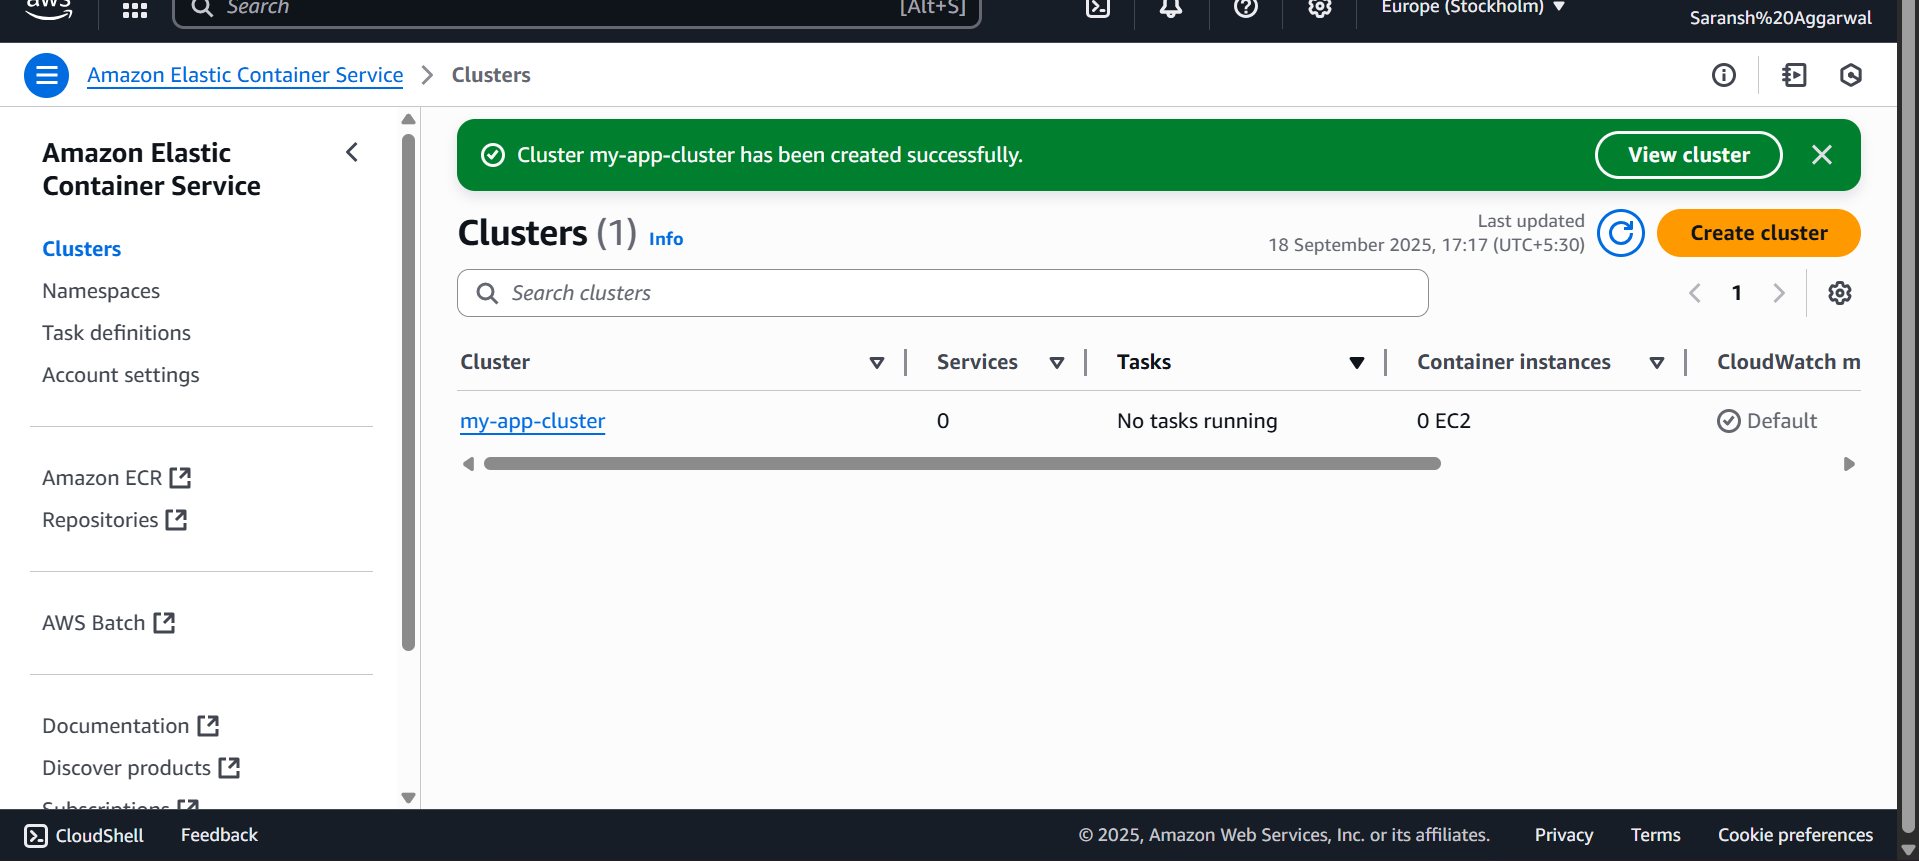 aws
Search
[Alt+S]
Europe (Stockholm)
Saransh%20Aggarwal
Amazon Elastic Container Service
Clusters
Amazon Elastic
Container Service
Clusters
Namespaces
Task definitions
Account settings
Amazon ECR
Repositories
AWS Batch
Documentation
Discover products
Subscriptions
Cluster my-app-cluster has been created successfully.
View cluster
Clusters (1) Info
Last updated
18 September 2025, 17:17 (UTC+5:30)
Create cluster
Search clusters
1
Cluster Services Tasks Container instances CloudWatch m
my-app-cluster 0 No tasks running 0 EC2 Default
CloudShell Feedback © 2025, Amazon Web Services, Inc. or its affiliates. Privacy Terms Cookie preferences